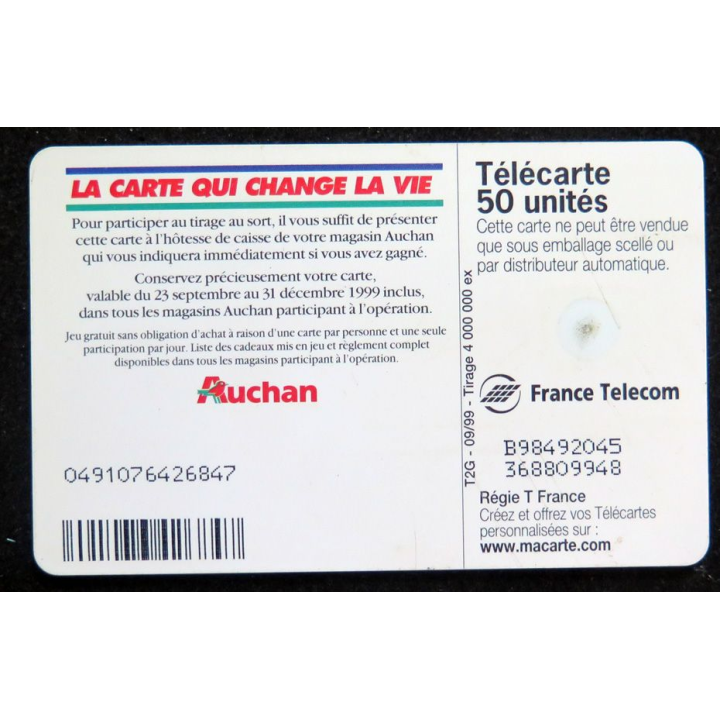 LA CARTE QUI CHANGE LA VIE
Pour participer au tirage au sort, il vous suffit de présenter
cette carte à l'hôtesse de caisse de votre magasin Auchan
qui vous indiquera immédiatement si vous avez gagné.
Conservez précieusement votre carte,
valable du 23 septembre au 31 décembre 1999 inclus,
dans tous les magasins Auchan participant à l'opération.
Jeu gratuit sans obligation d'achat à raison d'une carte par personne et une seule
participation par jour. Liste des cadeaux mis en jeu et règlement complet
disponibles dans tous les magasins participant à l'opération.
Auchan
0491076426847
T2G - 09/99 - Tirage 4 000 000 ex
Télécarte
50 unités
Cette carte ne peut être vendue
que sous emballage scellé ou
par distributeur automatique.
France Telecom
B98492045
368809948
Régie T France
Créez et offrez vos Télécartes
personnalisées sur :
www.macarte.com